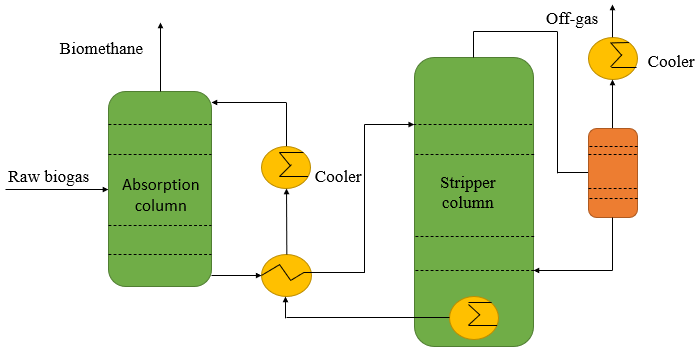 Off-gas
Biomethane
Cooler
Raw biogas
Absorption
column
Cooler
Stripper
column